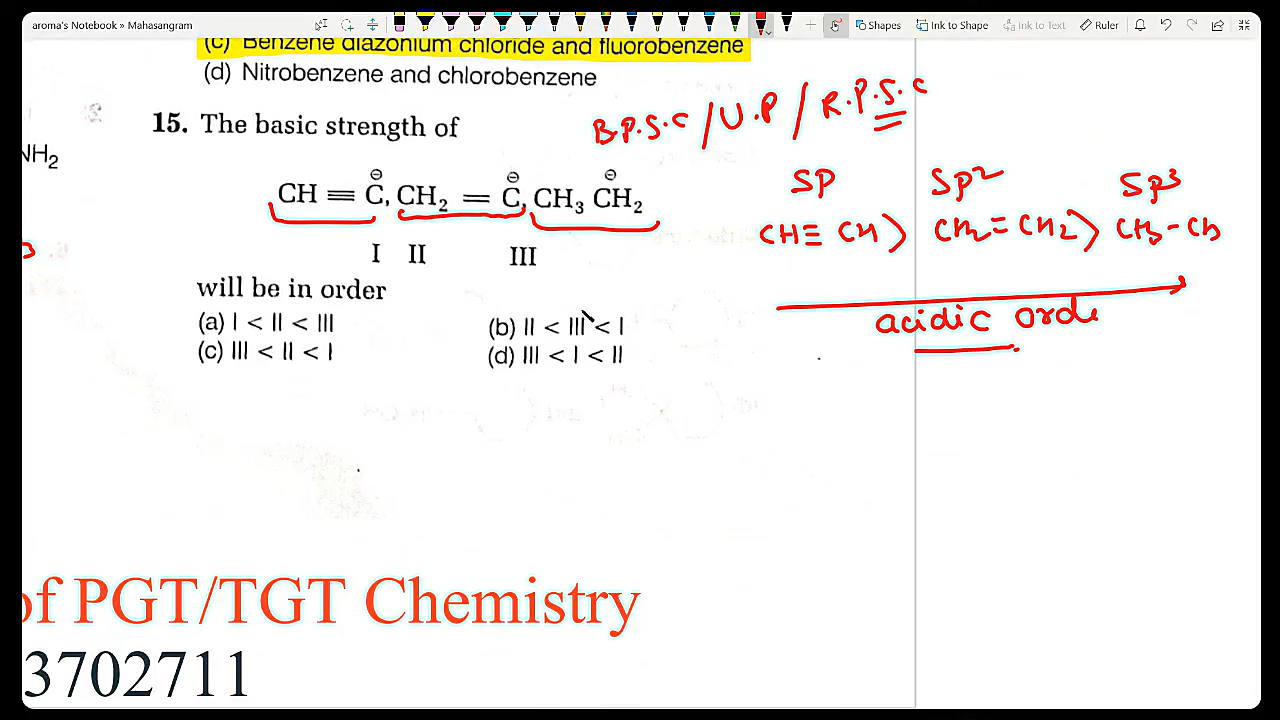 aroma's Notebook » Mahasangram
Shapes Ink to Shape Ink to Text Ruler
(c) Benzene diazonium chloride and fluorobenzene
(d) Nitrobenzene and chlorobenzene
B.P.S.C / U.P / R.P.S.C
15. The basic strength of
NH₂
CH ≡ C⊖, CH₂ = C⊖, CH₃ C⊖H₂
I II III
SP SP² SP³
CH≡CH > CH₂=CH₂ > CH₃-CH₃
acidic orde
will be in order
(a) I < II < III (b) II < III < I
(c) III < II < I (d) III < I < II
of PGT/TGT Chemistry
3702711